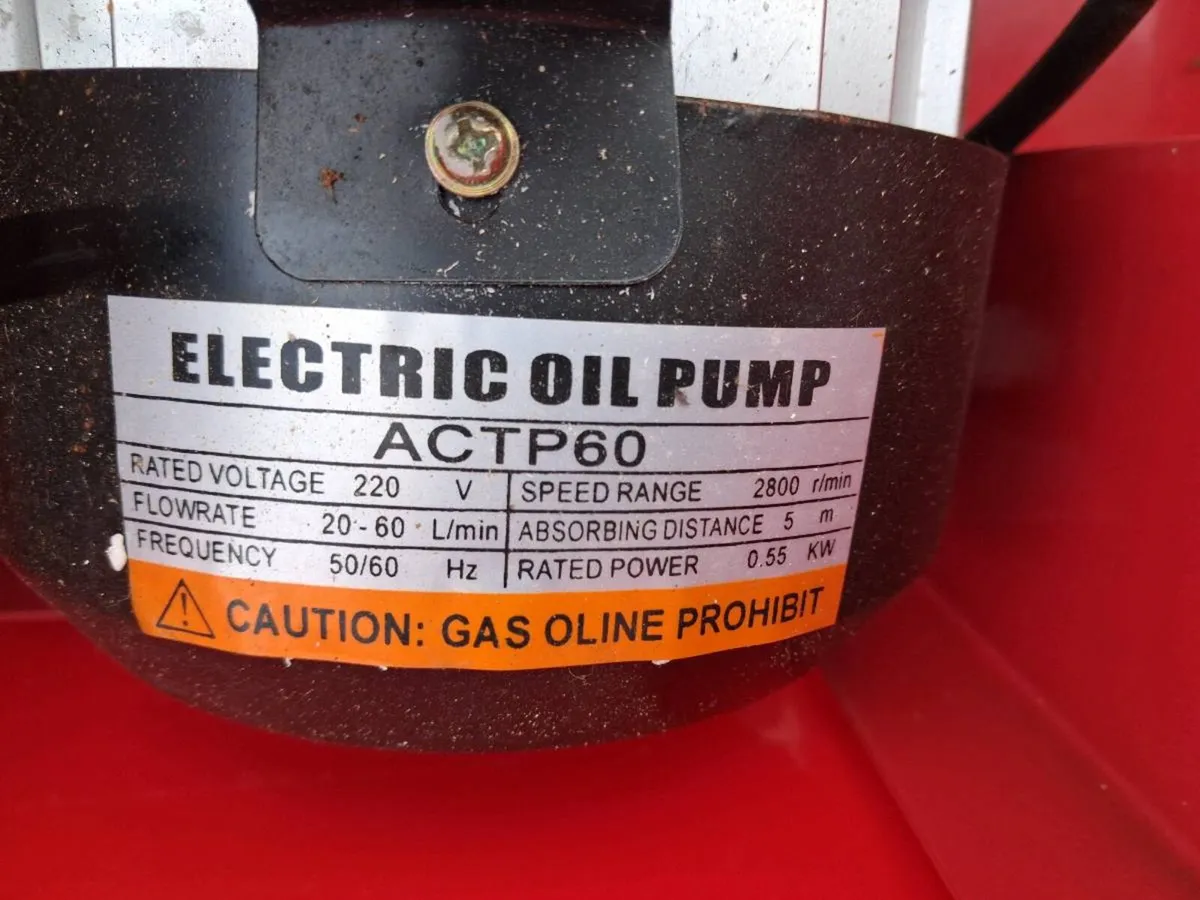 ELECTRIC OIL PUMP
ACTP60
RATED VOLTAGE 220 V SPEED RANGE 2800 r/min
FLOWRATE 20-60 L/min ABSORBING DISTANCE 5 m
FREQUENCY 50/60 Hz RATED POWER 0.55 KW
CAUTION: GAS OLINE PROHIBIT